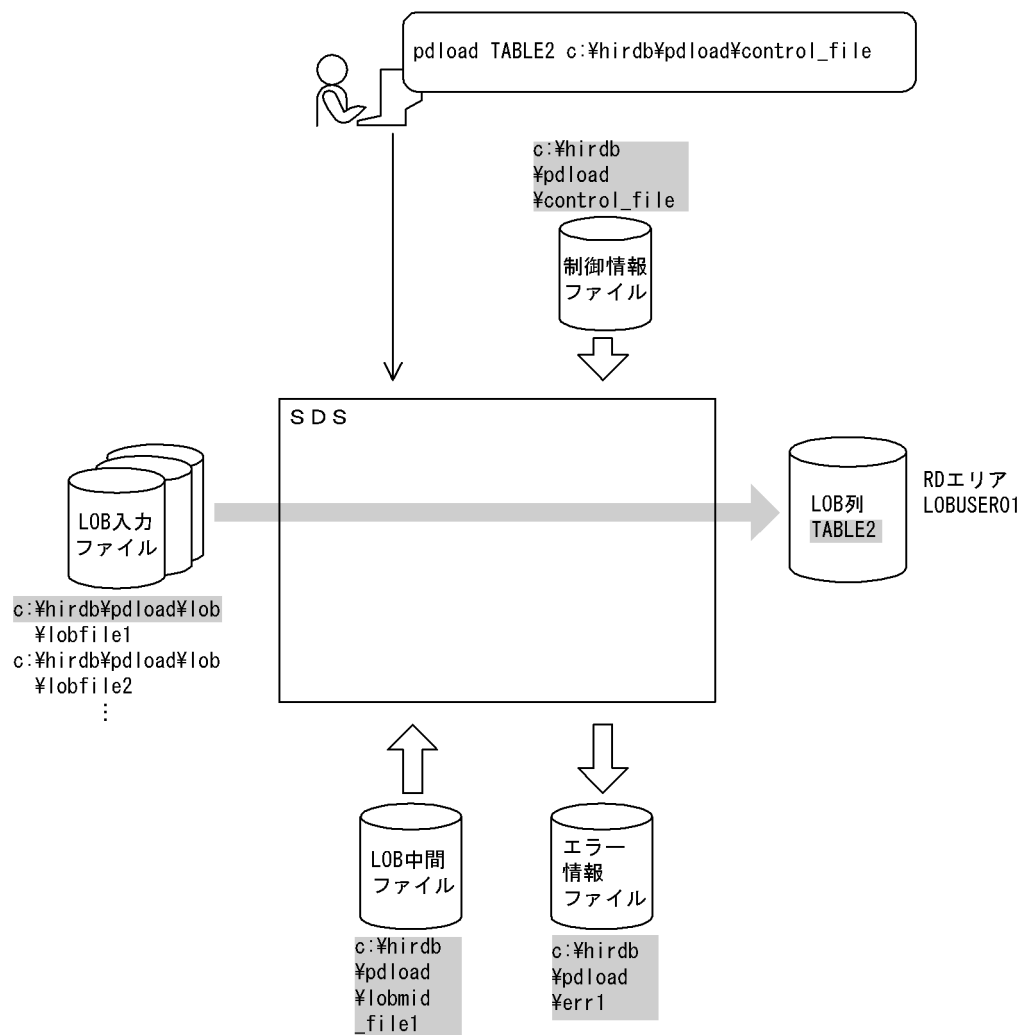 pdload TABLE2 c:¥hirdb¥pdload¥control_file
c:¥hirdb
¥pdload
¥control_file
制御情報
ファイル
ＳＤＳ
LOB入力
ファイル
c:¥hirdb¥pdload¥lob
¥lobfile1
c:¥hirdb¥pdload¥lob
¥lobfile2
⋮
LOB列
TABLE2
RDエリア
LOBUSER01
LOB中間
ファイル
c:¥hirdb
¥pdload
¥lobmid
_file1
エラー
情報
ファイル
c:¥hirdb
¥pdload
¥err1